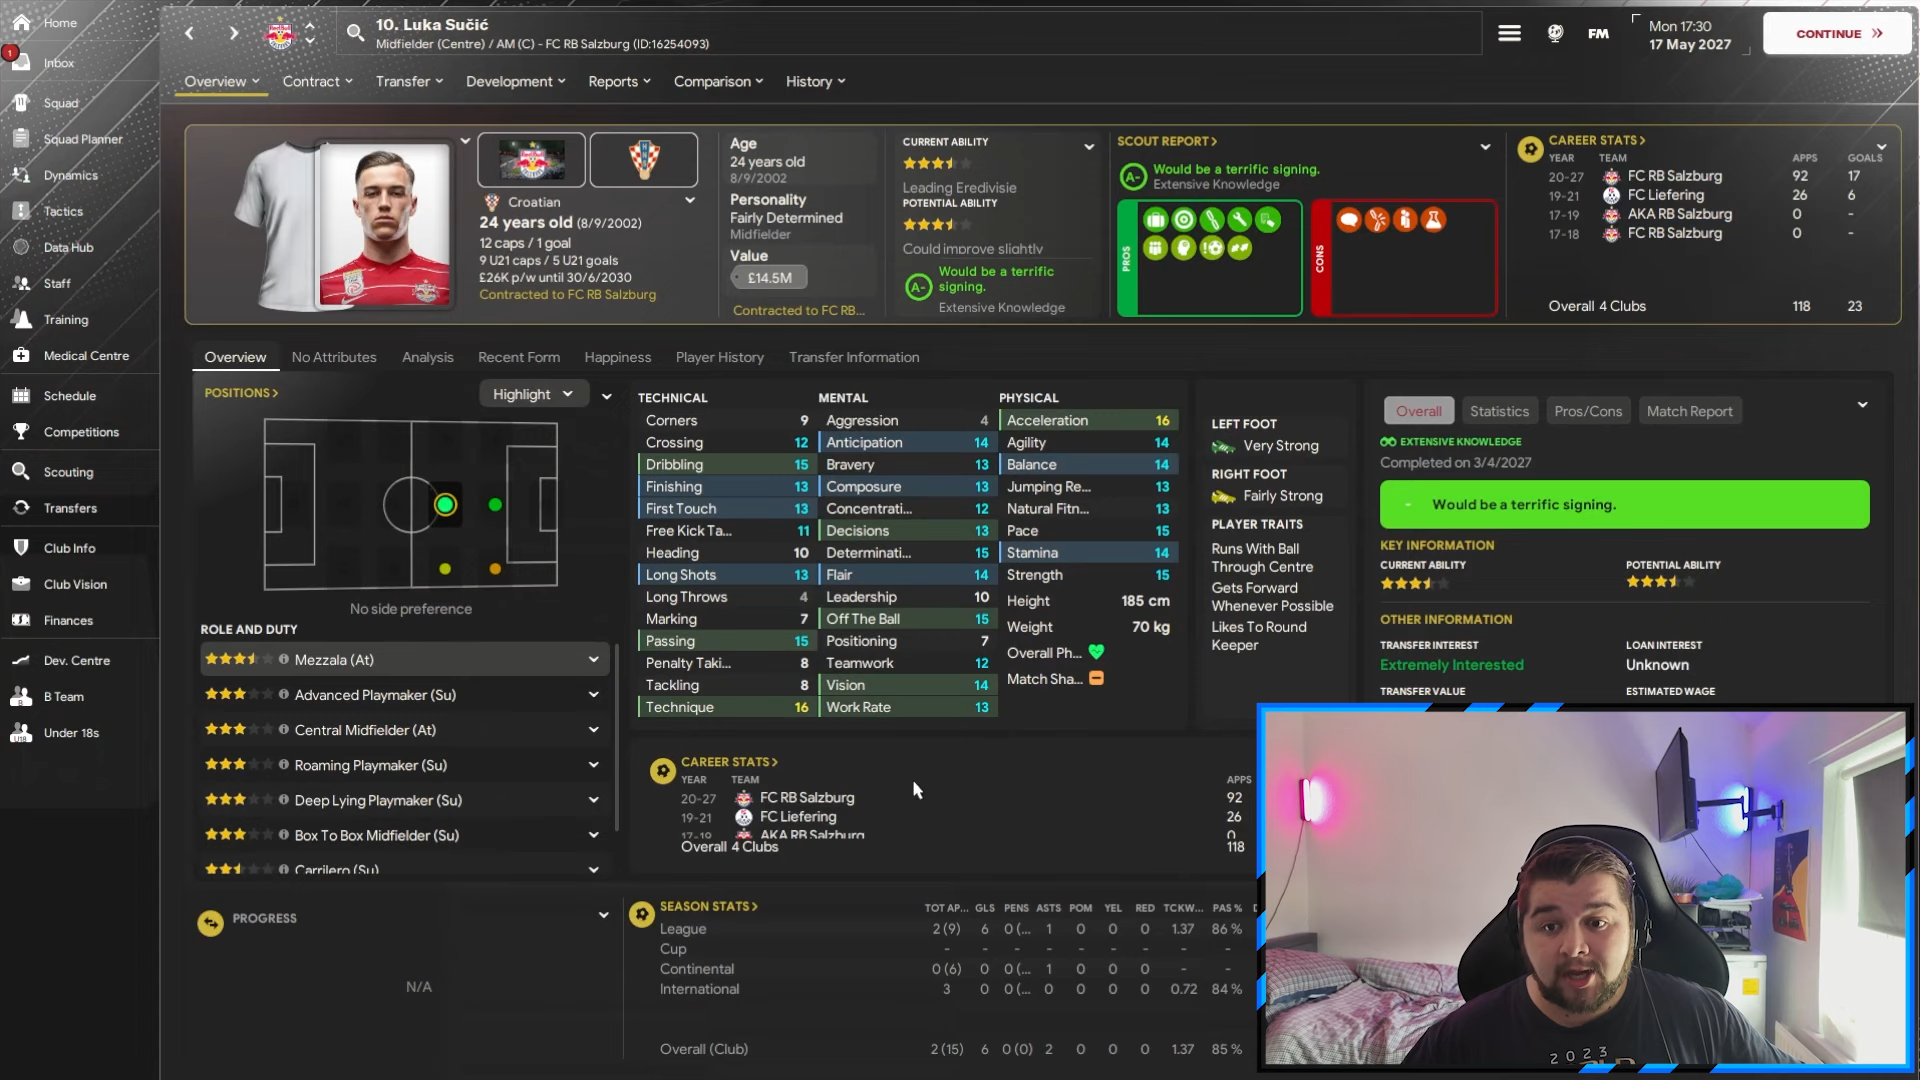 Home
1
Inbox
Squad
Squad Planner
Dynamics
Tactics
Data Hub
Staff
Training
Medical Centre
Schedule
Competitions
Scouting
Transfers
Club Info
Club Vision
Finances
Dev. Centre
B Team
Under 18s
10. Luka Sučić
Midfielder (Centre) / AM (C) - FC RB Salzburg (ID:16254093)
FM
Mon 17:30
17 May 2027
CONTINUE
Overview
Contract
Transfer
Development
Reports
Comparison
History
Croatian
24 years old (8/9/2002)
12 caps / 1 goal
9 U21 caps / 5 U21 goals
£26K p/w until 30/6/2030
Contracted to FC RB Salzburg
Age
24 years old
8/9/2002
Personality
Fairly Determined
Midfielder
Value
£14.5M
Contracted to FC RB...
CURRENT ABILITY
Leading Eredivisie
POTENTIAL ABILITY
Could improve slightly
A-
Would be a terrific
signing.
Extensive Knowledge
SCOUT REPORT >
A-
Would be a terrific signing.
Extensive Knowledge
PROS
CONS
CAREER STATS >
YEAR TEAM APPS GOALS
20-27 FC RB Salzburg 92 17
19-21 FC Liefering 26 6
17-19 AKA RB Salzburg 0 -
17-18 FC RB Salzburg 0 -
Overall 4 Clubs 118 23
Overview
No Attributes
Analysis
Recent Form
Happiness
Player History
Transfer Information
POSITIONS >
Highlight
No side preference
ROLE AND DUTY
Mezzala (At)
Advanced Playmaker (Su)
Central Midfielder (At)
Roaming Playmaker (Su)
Deep Lying Playmaker (Su)
Box To Box Midfielder (Su)
Carrilero (Su)
TECHNICAL
Corners 9
Crossing 12
Dribbling 15
Finishing 13
First Touch 13
Free Kick Ta... 11
Heading 10
Long Shots 13
Long Throws 4
Marking 7
Passing 15
Penalty Taki... 8
Tackling 8
Technique 16
MENTAL
Aggression 4
Anticipation 14
Bravery 13
Composure 13
Concentrati... 12
Decisions 13
Determinati... 15
Flair 14
Leadership 10
Off The Ball 15
Positioning 7
Teamwork 12
Vision 14
Work Rate 13
PHYSICAL
Acceleration 16
Agility 14
Balance 14
Jumping Re... 13
Natural Fitn... 13
Pace 15
Stamina 14
Strength 15
Height 185 cm
Weight 70 kg
Overall Ph...
Match Sha...
LEFT FOOT
Very Strong
RIGHT FOOT
Fairly Strong
PLAYER TRAITS
Runs With Ball
Through Centre
Gets Forward
Whenever Possible
Likes To Round
Keeper
Overall
Statistics
Pros/Cons
Match Report
EXTENSIVE KNOWLEDGE
Completed on 3/4/2027
- Would be a terrific signing.
KEY INFORMATION
CURRENT ABILITY POTENTIAL ABILITY
OTHER INFORMATION
TRANSFER INTEREST LOAN INTEREST
Extremely Interested Unknown
TRANSFER VALUE ESTIMATED WAGE
CAREER STATS >
YEAR TEAM APPS
20-27 FC RB Salzburg 92
19-21 FC Liefering 26
17-19 AKA RB Salzburg 0
Overall 4 Clubs 118
PROGRESS
N/A
SEASON STATS >
TOT AP... GLS PENS ASTS POM YEL RED TCKW... PAS %
League 2 (9) 6 0 (... 1 0 0 0 1.37 86 %
Cup - - - - - - - - -
Continental 0 (6) 0 0 (... 1 0 0 0 - -
International 3 0 0 (... 0 0 0 0 0.72 84 %
Overall (Club) 2 (15) 6 0 (0) 2 0 0 0 1.37 85 %
2023